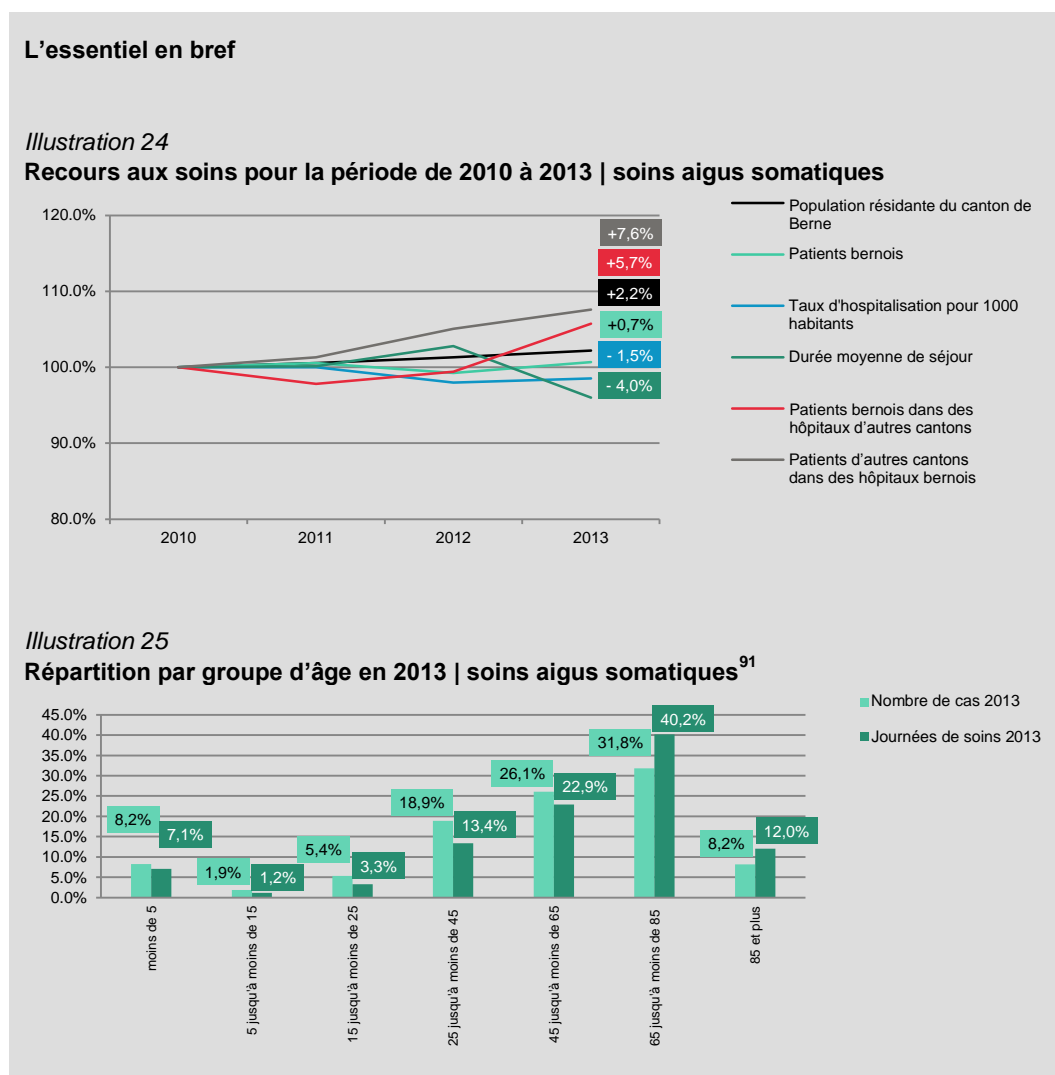 L’essentiel en bref
Illustration 24
Recours aux soins pour la période de 2010 à 2013 | soins aigus somatiques
120.0%
110.0%
100.0%
90.0%
80.0%
2010
2011
2012
2013
+7,6%
+5,7%
+2,2%
+0,7%
- 1,5%
- 4,0%
Population résidante du canton de
Berne
Patients bernois
Taux d'hospitalisation pour 1000
habitants
Durée moyenne de séjour
Patients bernois dans des
hôpitaux d’autres cantons
Patients d’autres cantons
dans des hôpitaux bernois
Illustration 25
Répartition par groupe d’âge en 2013 | soins aigus somatiques91
45.0%
40.0%
35.0%
30.0%
25.0%
20.0%
15.0%
10.0%
5.0%
0.0%
8,2%
7,1%
1,9%
1,2%
5,4%
3,3%
18,9%
13,4%
26,1%
22,9%
31,8%
40,2%
8,2%
12,0%
moins de 5
5 jusqu'à moins de 15
15 jusqu'à moins de 25
25 jusqu'à moins de 45
45 jusqu'à moins de 65
65 jusqu'à moins de 85
85 et plus
Nombre de cas 2013
Journées de soins 2013